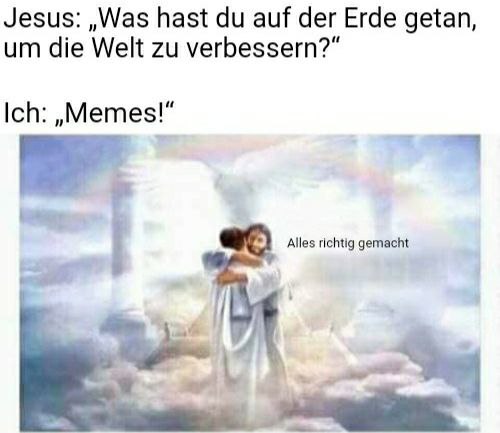 Jesus: „Was hast du auf der Erde getan,
um die Welt zu verbessern?“
Ich: „Memes!“
Alles richtig gemacht